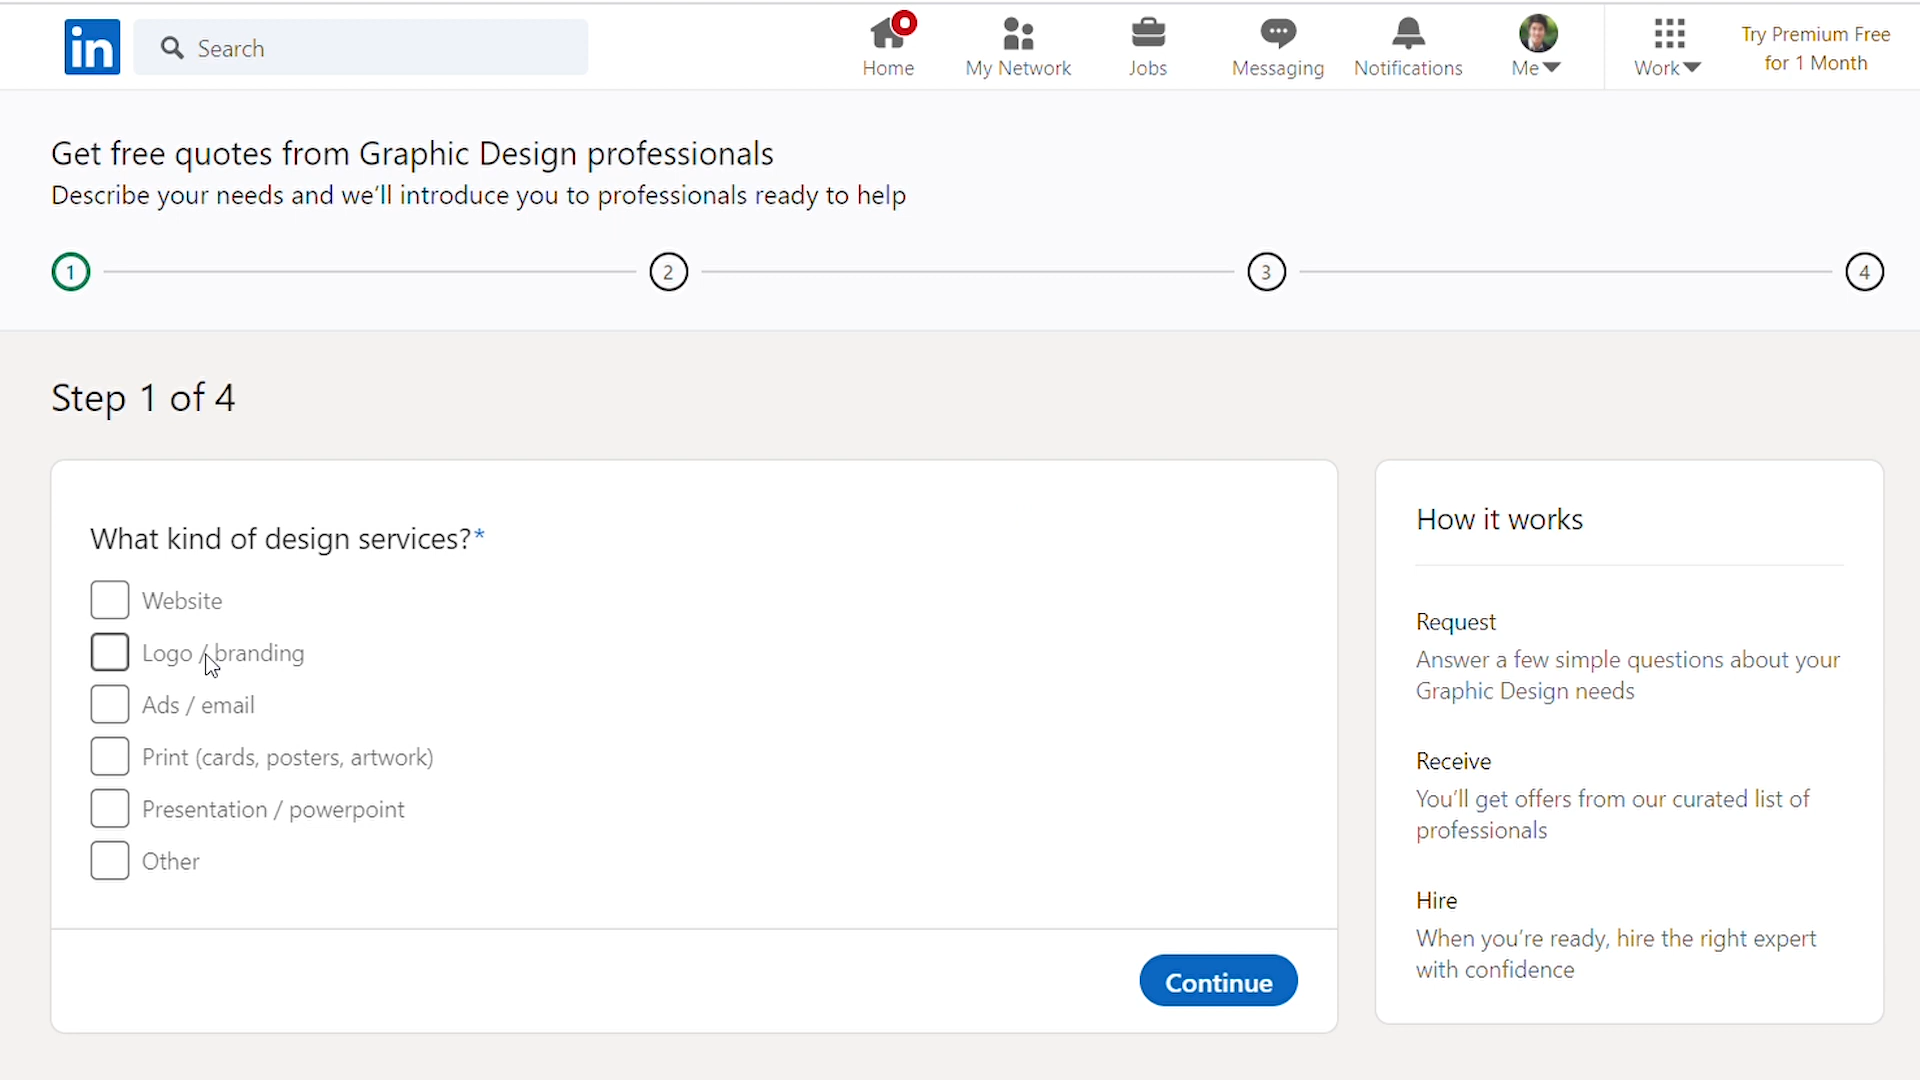 in
Search
Home
My Network
Jobs
Messaging
Notifications
Me
Work
Try Premium Free
for 1 Month
Get free quotes from Graphic Design professionals
Describe your needs and we'll introduce you to professionals ready to help
1
2
3
4
Step 1 of 4
What kind of design services?*
Website
Logo / branding
Ads / email
Print (cards, posters, artwork)
Presentation / powerpoint
Other
Continue
How it works
Request
Answer a few simple questions about your
Graphic Design needs
Receive
You'll get offers from our curated list of
professionals
Hire
When you're ready, hire the right expert
with confidence